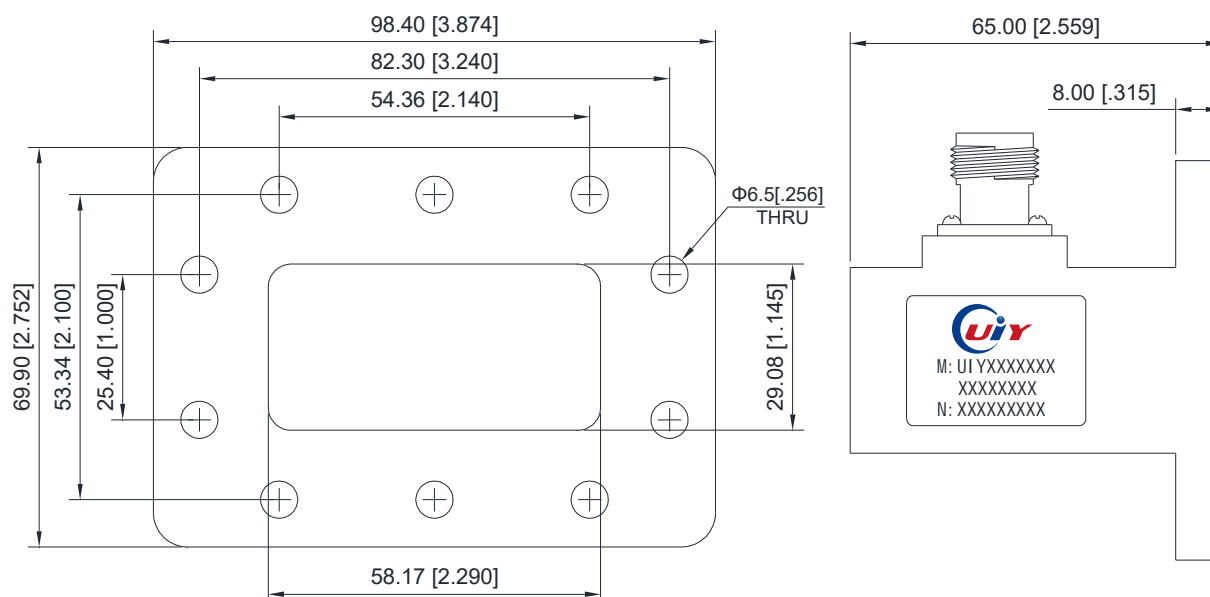 98.40 [3.874]
82.30 [3.240]
54.36 [2.140]
69.90 [2.752]
53.34 [2.100]
25.40 [1.000]
Φ6.5[.256]
THRU
29.08 [1.145]
58.17 [2.290]
65.00 [2.559]
8.00 [.315]
UiY
M: UIYXXXXXXX
XXXXXXXX
N: XXXXXXXXX